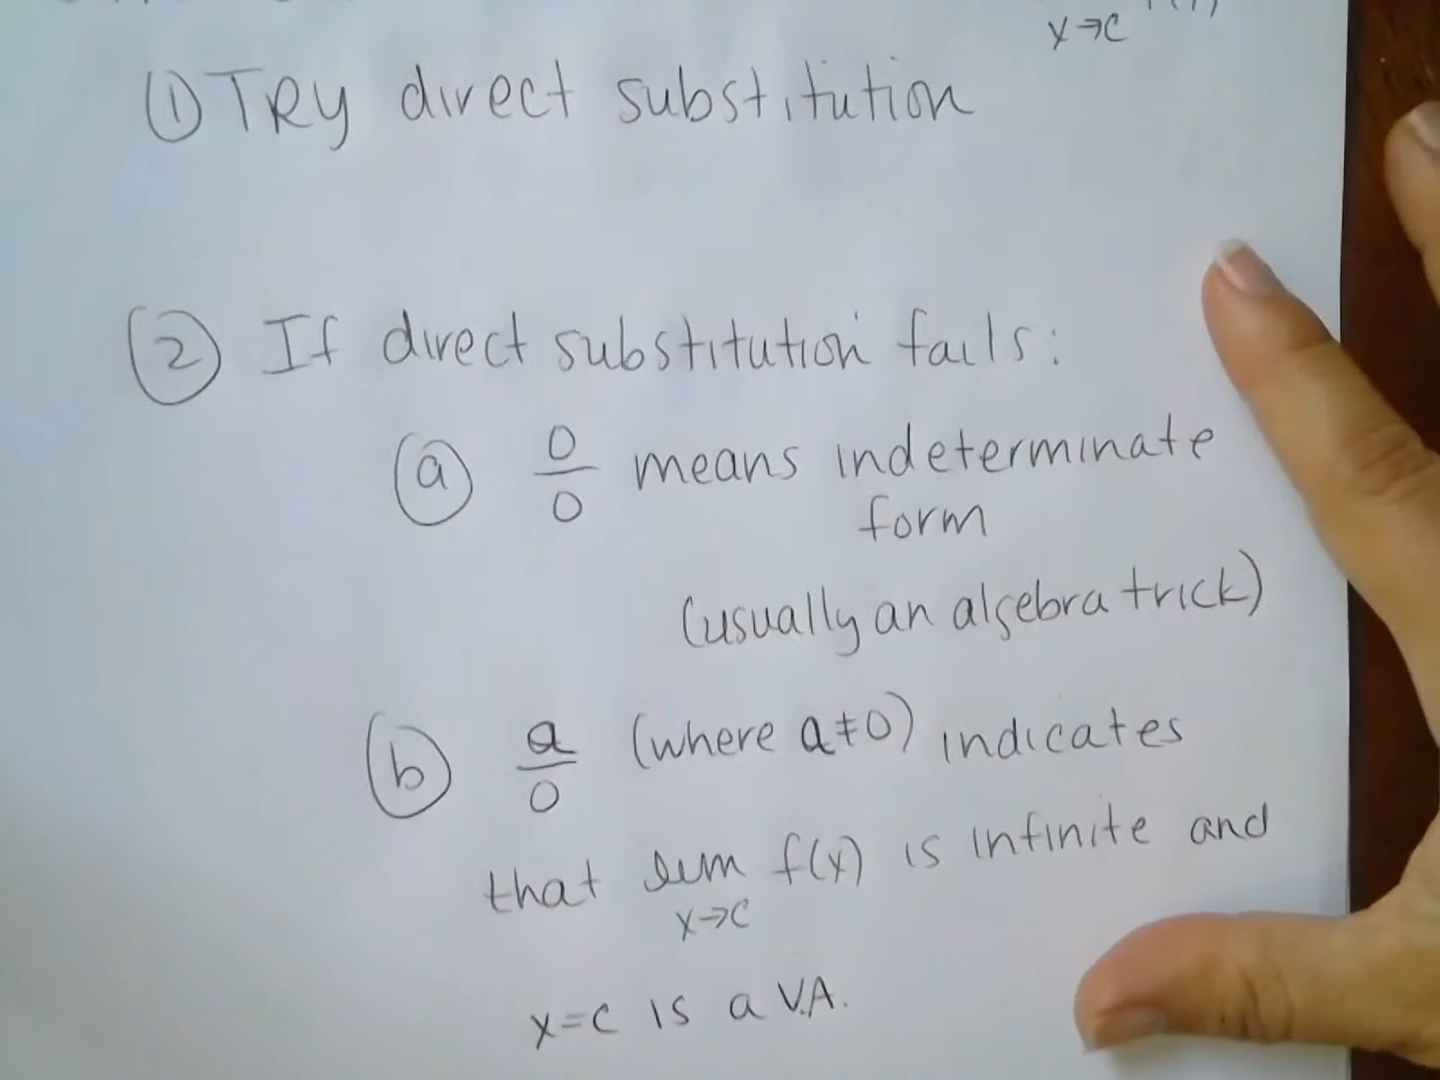 x→c
① TRy direct substitution
② If direct substitution fails:
ⓐ 0/0 means indeterminate
form
(usually an algebra trick)
ⓑ a/0 (where a≠0) indicates
that lim f(x) is infinite and
x→c
x=c is a V.A.